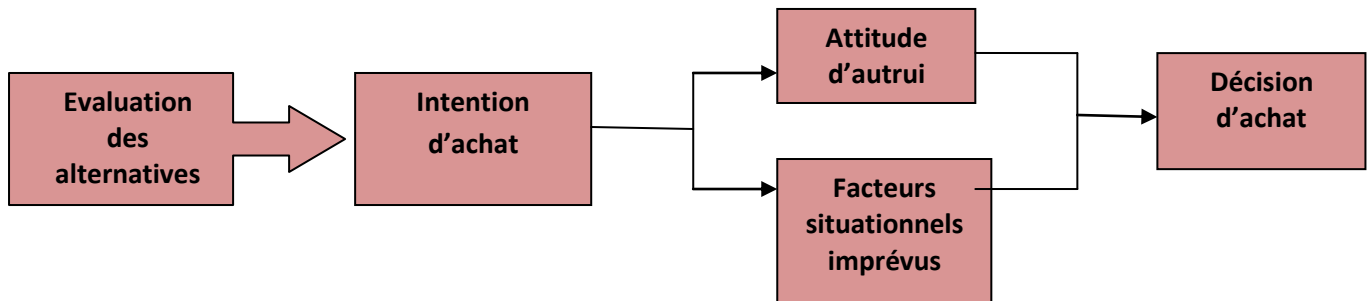 Evaluation
des
alternatives
Intention
d’achat
Attitude
d’autrui
Facteurs
situationnels
imprévus
Décision
d’achat